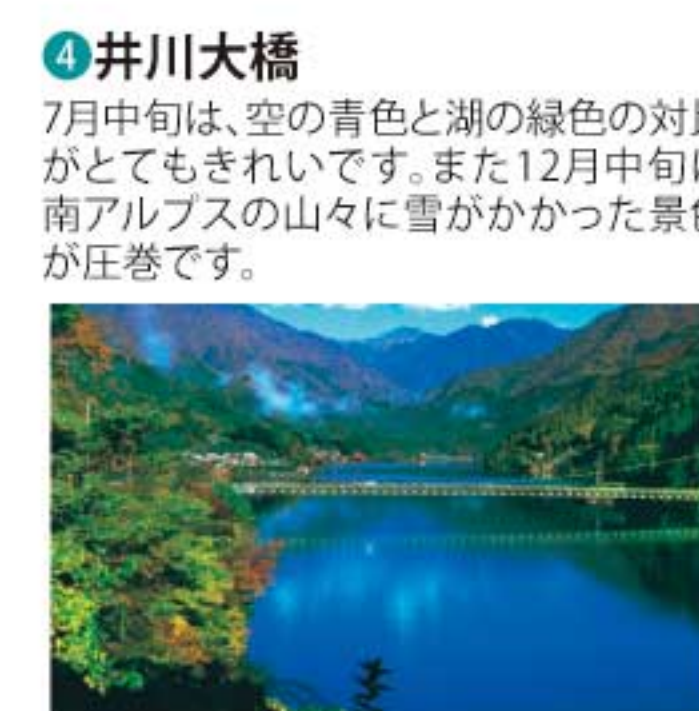 4井川大橋
7月中旬は、空の青色と湖の緑色の対
がとてもきれいです。また12月中旬
南アルプスの山々に雪がかかった景
が圧巻です。